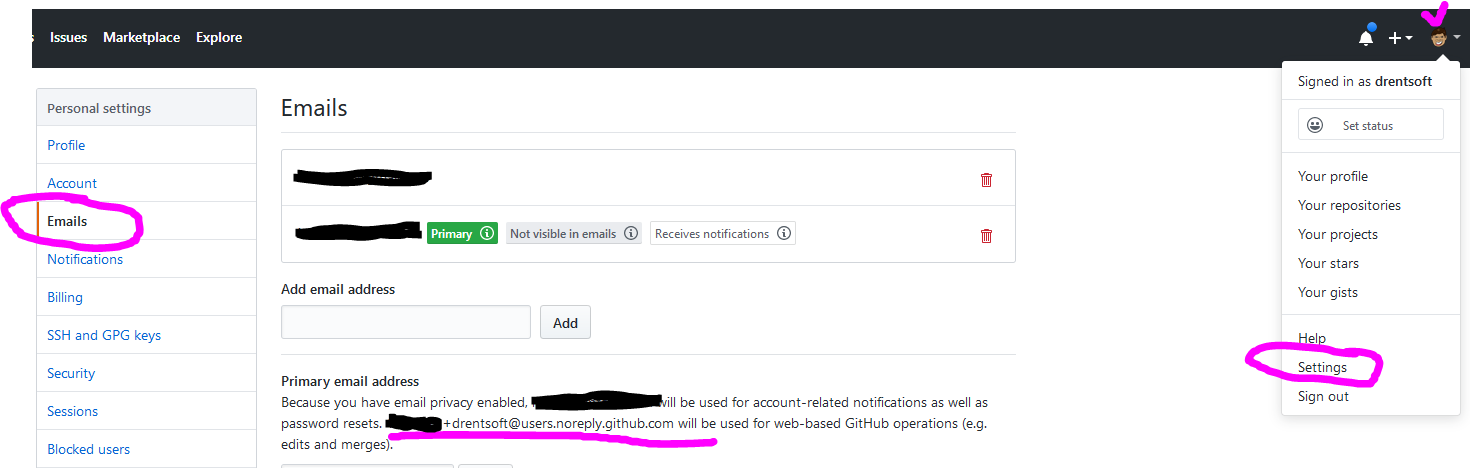 Issues Marketplace Explore
Signed in as drentsoft
Set status
Your profile
Your repositories
Your projects
Your stars
Your gists
Help
Settings
Sign out
Personal settings
Profile
Account
Emails
Notifications
Billing
SSH and GPG keys
Security
Sessions
Blocked users
Emails
Primary Not visible in emails Receives notifications
Add email address
Add
Primary email address
Because you have email privacy enabled, will be used for account-related notifications as well as
password resets. +drentsoft@users.noreply.github.com will be used for web-based GitHub operations (e.g.
edits and merges).